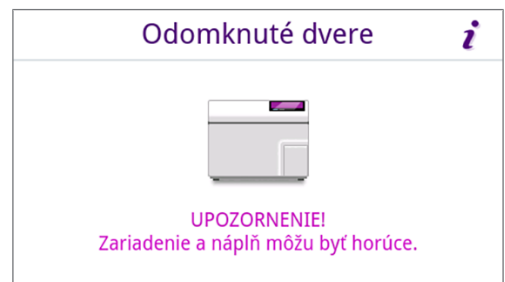 Odomknuté dvere
i
UPOZORNENIE!
Zariadenie a náplň môžu byť horúce.